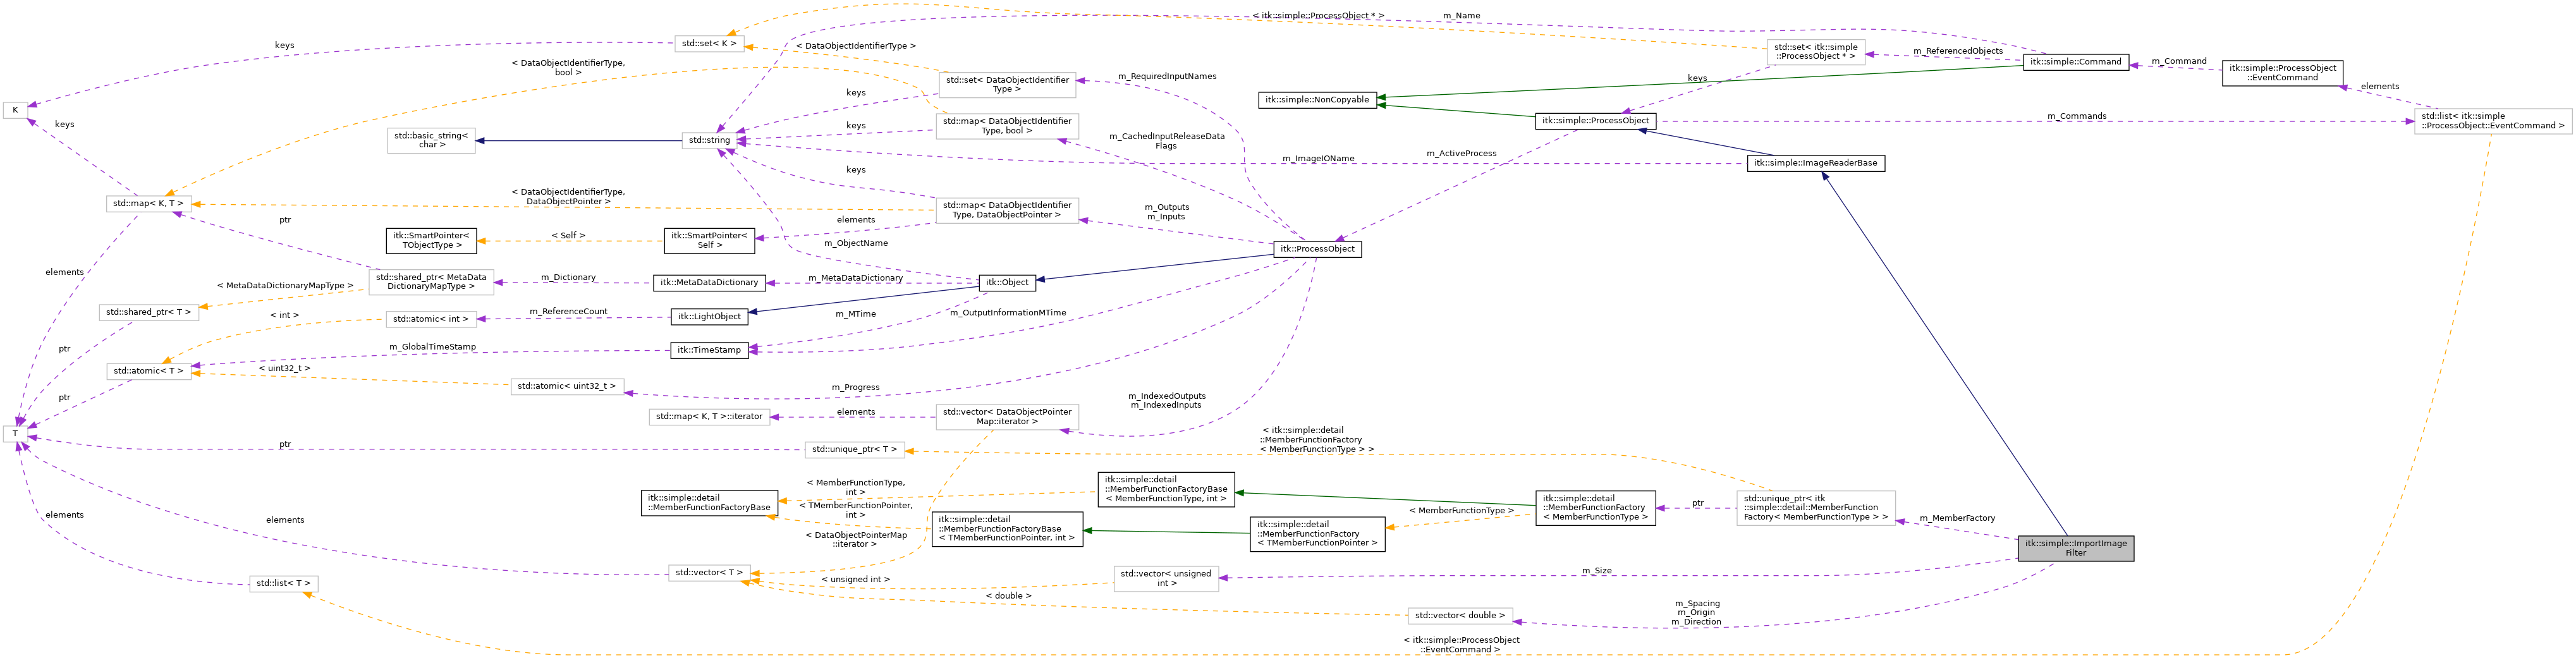 < itk::simple::ProcessObject * >
m_Name
keys
std::set< K >
< DataObjectIdentifierType >
std::set< itk::simple
::ProcessObject * >
m_ReferencedObjects
itk::simple::Command
m_Command
itk::simple::ProcessObject
::EventCommand
< DataObjectIdentifierType,
bool >
std::set< DataObjectIdentifier
Type >
m_RequiredInputNames
keys
elements
K
keys
itk::simple::NonCopyable
keys
keys
std::map< DataObjectIdentifier
Type, bool >
itk::simple::ProcessObject
m_Commands
std::list< itk::simple
::ProcessObject::EventCommand >
std::basic_string<
char >
std::string
m_CachedInputReleaseData
Flags
m_ImageIOName
m_ActiveProcess
itk::simple::ImageReaderBase
keys
std::map< K, T >
< DataObjectIdentifierType,
DataObjectPointer >
std::map< DataObjectIdentifier
Type, DataObjectPointer >
m_Outputs
m_Inputs
ptr
elements
itk::SmartPointer<
TObjectType >
< Self >
itk::SmartPointer<
Self >
m_ObjectName
itk::ProcessObject
elements
std::shared_ptr< MetaData
DictionaryMapType >
m_Dictionary
itk::MetaDataDictionary
m_MetaDataDictionary
itk::Object
< MetaDataDictionaryMapType >
std::shared_ptr< T >
< int >
std::atomic< int >
m_ReferenceCount
itk::LightObject
m_MTime
m_OutputInformationMTime
ptr
m_GlobalTimeStamp
itk::TimeStamp
std::atomic< T >
< uint32_t >
std::atomic< uint32_t >
m_Progress
ptr
std::map< K, T >::iterator
elements
std::vector< DataObjectPointer
Map::iterator >
m_IndexedOutputs
m_IndexedInputs
T
ptr
std::unique_ptr< T >
< itk::simple::detail
::MemberFunctionFactory
< MemberFunctionType > >
itk::simple::detail
::MemberFunctionFactoryBase
< MemberFunctionType,
int >
itk::simple::detail
::MemberFunctionFactoryBase
< MemberFunctionType, int >
itk::simple::detail
::MemberFunctionFactory
< MemberFunctionType >
ptr
std::unique_ptr< itk
::simple::detail::MemberFunction
Factory< MemberFunctionType > >
m_MemberFactory
< TMemberFunctionPointer,
int >
itk::simple::detail
::MemberFunctionFactoryBase
< TMemberFunctionPointer, int >
itk::simple::detail
::MemberFunctionFactory
< TMemberFunctionPointer >
< MemberFunctionType >
elements
elements
< DataObjectPointerMap
::iterator >
itk::simple::ImportImage
Filter
std::list< T >
std::vector< T >
< unsigned int >
std::vector< unsigned
int >
m_Size
< double >
std::vector< double >
m_Spacing
m_Origin
m_Direction
< itk::simple::ProcessObject
::EventCommand >